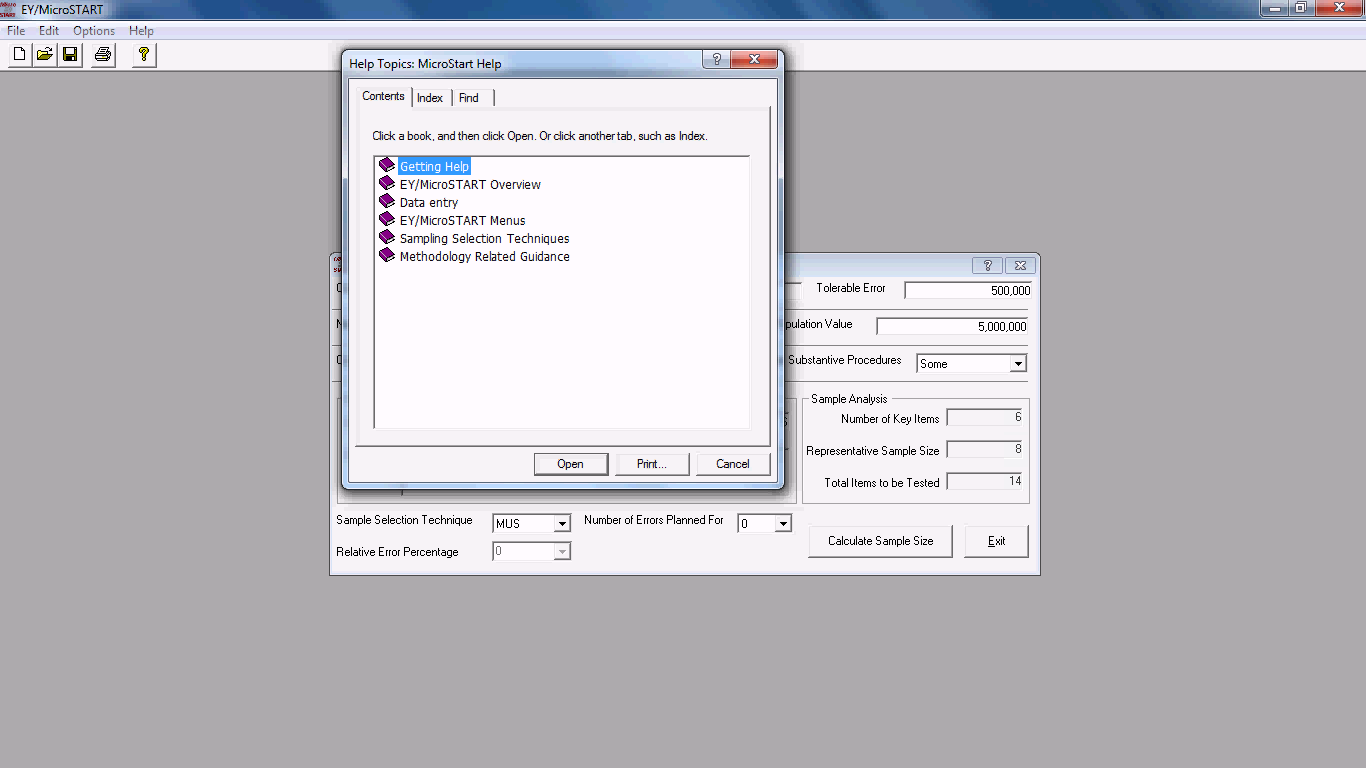 EY/MicroSTART
File Edit Options Help
Help Topics: MicroStart Help
Contents Index Find
Click a book, and then click Open. Or click another tab, such as Index.
Getting Help
EY/MicroSTART Overview
Data entry
EY/MicroSTART Menus
Sampling Selection Techniques
Methodology Related Guidance
Open Print... Cancel
Tolerable Error 500,000
pulation Value 5,000,000
Substantive Procedures Some
Sample Analysis
Number of Key Items 6
Representative Sample Size 8
Total Items to be Tested 14
Sample Selection Technique MUS Number of Errors Planned For 0
Relative Error Percentage 0
Calculate Sample Size Exit